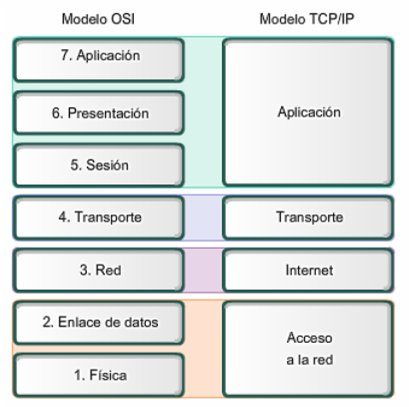 Modelo OSI
Modelo TCP/IP
7. Aplicación
6. Presentación
5. Sesión
Aplicación
4. Transporte
Transporte
3. Red
Internet
2. Enlace de datos
1. Física
Acceso
a la red